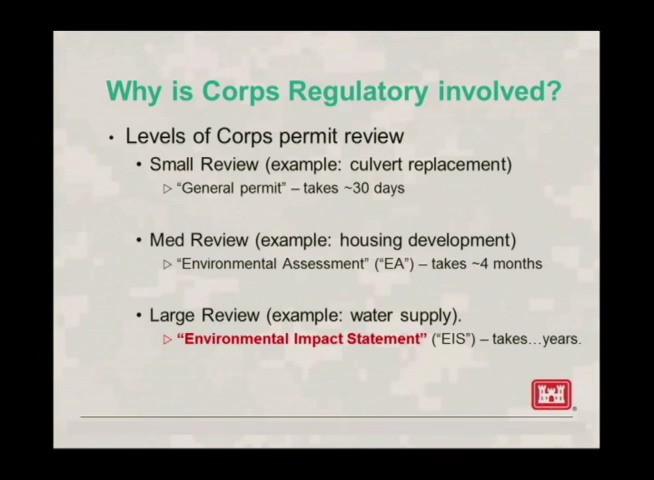 Why is Corps Regulatory involved?
• Levels of Corps permit review
• Small Review (example: culvert replacement)
▷ “General permit” – takes ~30 days
• Med Review (example: housing development)
▷ “Environmental Assessment” (“EA”) – takes ~4 months
• Large Review (example: water supply).
▷ “Environmental Impact Statement” (“EIS”) – takes…years.
®